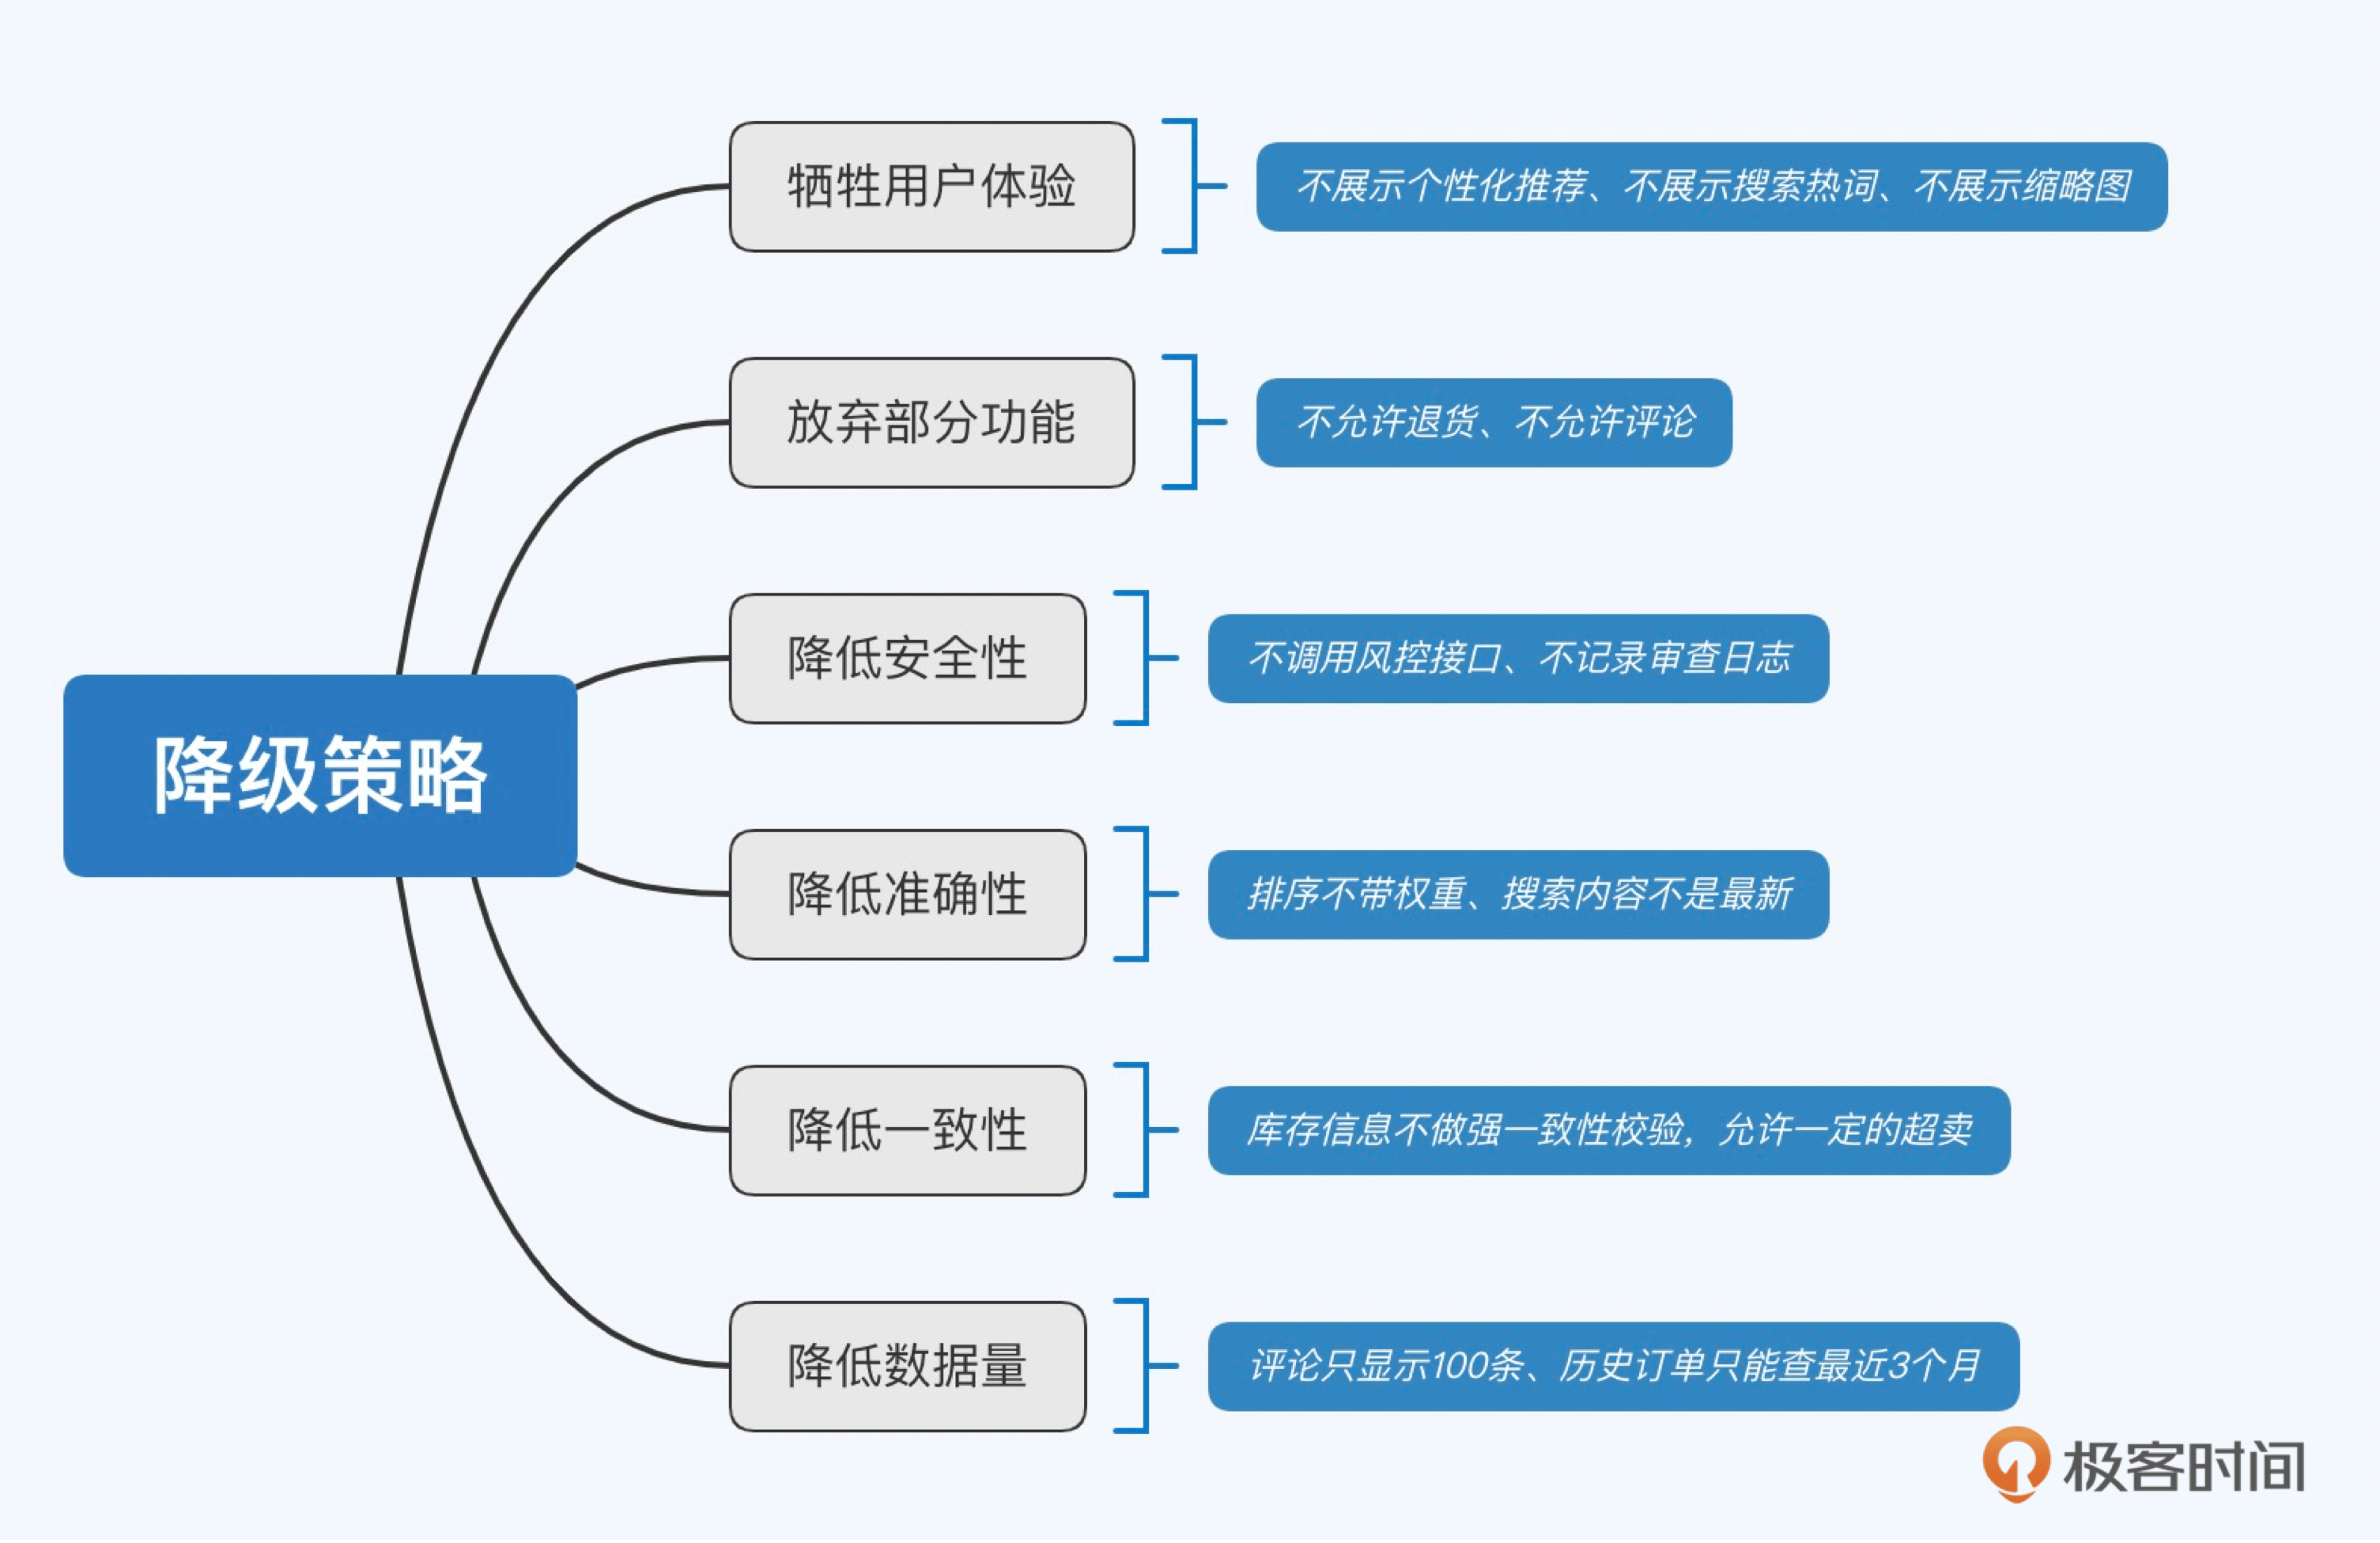 牺牲用户体验
不展示个性化推荐、不展示搜索热词、不展示缩略图
放弃部分功能
不允许退货、不允许评论
降低安全性
不调用风控接口、不记录审查日志
降级策略
降低准确性
排序不带权重、搜索内容不是最新
降低一致性
库存信息不做强一致性校验，允许一定的超卖
降低数据量
评论只显示100条、历史订单只能查最近3个月
极客时间